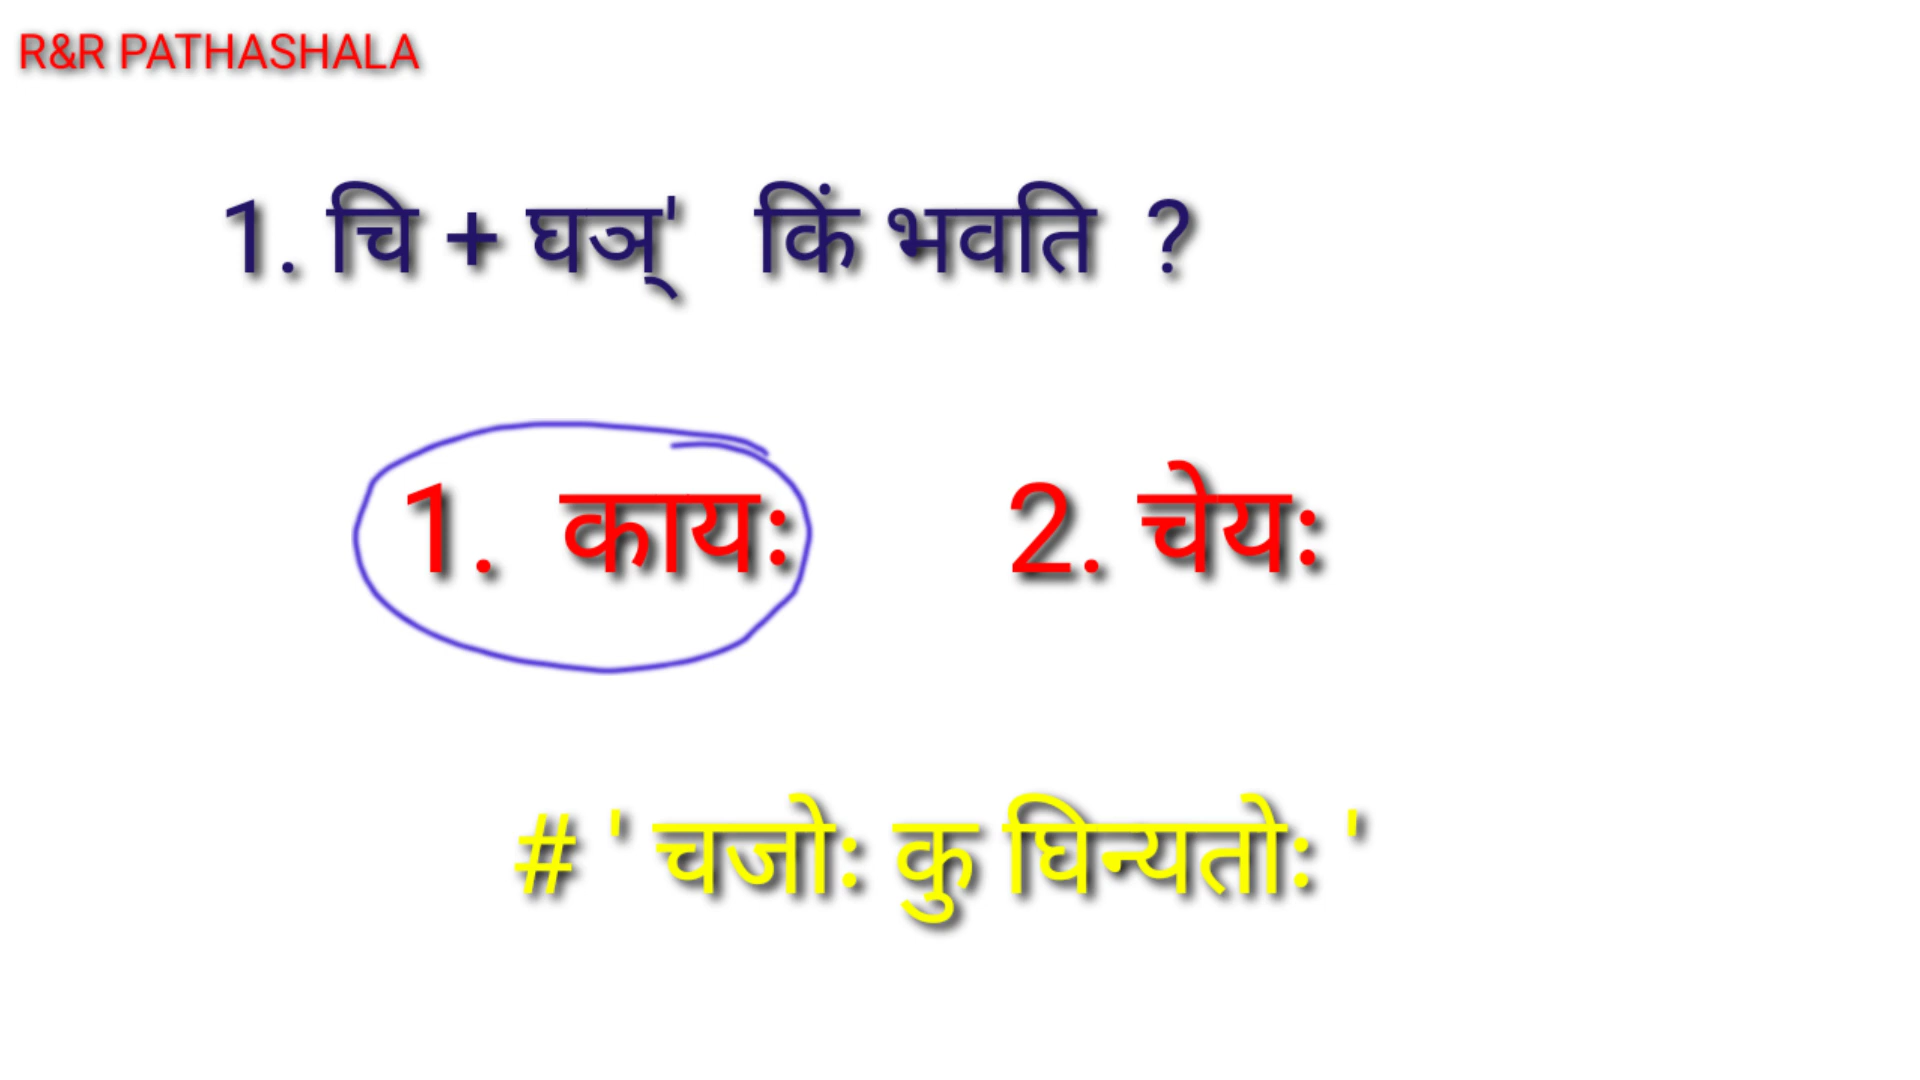 R&R PATHASHALA
1. चि + घञ्' किं भवति ?
1. कायः 2. चेयः
# ' चजोः कु घिन्यतोः '